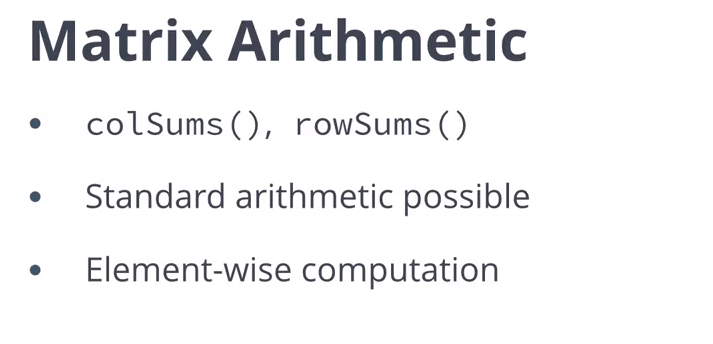 Matrix Arithmetic
• colSums(), rowSums()
• Standard arithmetic possible
• Element-wise computation